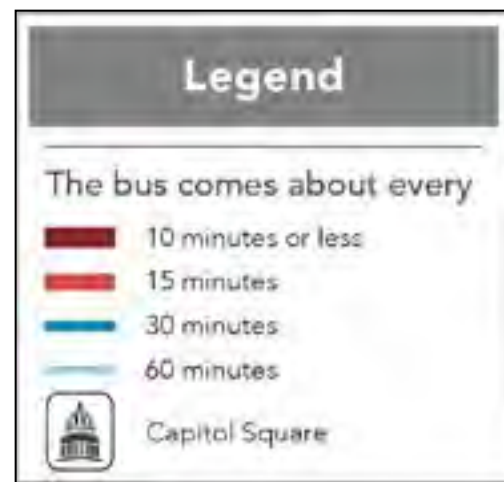 Legend
The bus comes about every
10 minutes or less
15 minutes
30 minutes
60 minutes
Capitol Square